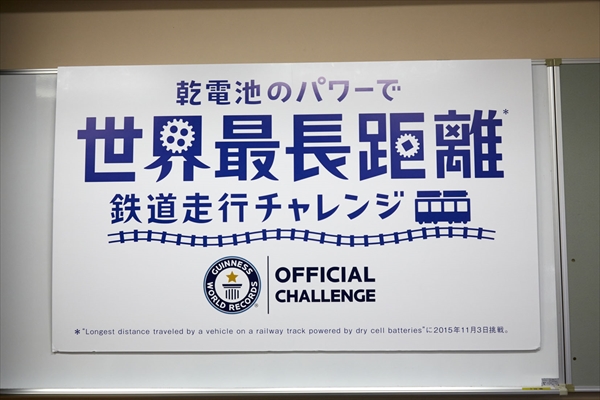 乾電池のパワーで
世界最長距離*
鉄道走行チャレンジ
GUINNESS WORLD RECORDS
OFFICIAL
CHALLENGE
*"Longest distance traveled by a vehicle on a railway track powered by dry cell batteries"に2015年11月3日挑戦。